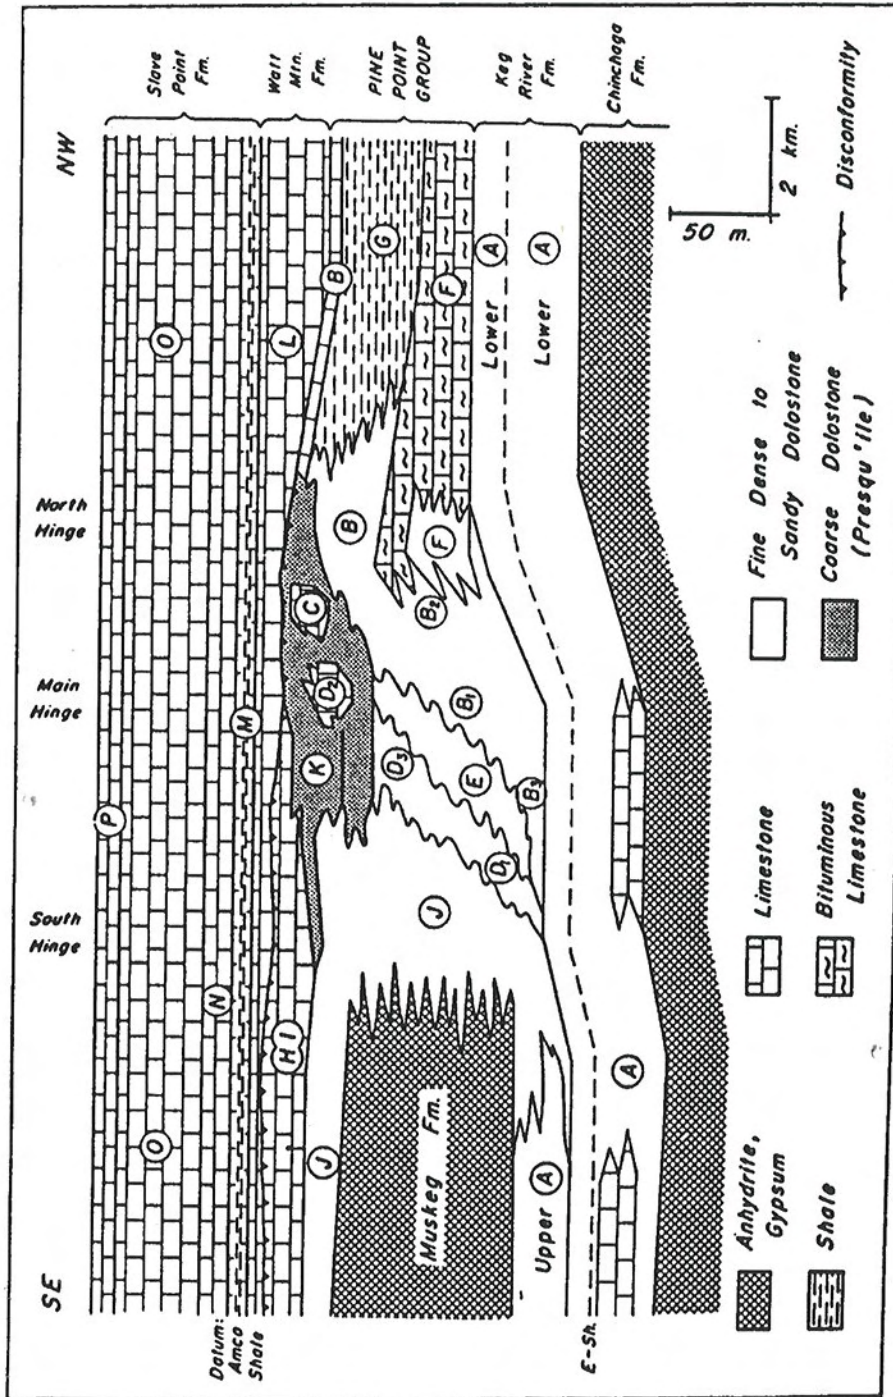 SE
NW
South
Hinge
Main
Hinge
North
Hinge
Datum:
Amco
Shale
Slave
Point
Fm.
Watt
Mtn.
Fm.
PINE
POINT
GROUP
Keg
River
Fm.
Chinchaga
Fm.
P
O
N
O
M
L
H I
K
D2
C
B
B
G
J
J
D3
E
D1
B1
B2
B3
F
F
Muskeg Fm.
Upper A
E-Sh.
A
Lower A
Lower A
50 m.
2 km.
Anhydrite,
Gypsum
Limestone
Fine Dense to
Sandy Dolostone
Disconformity
Shale
Bituminous
Limestone
Coarse Dolostone
(Presqu'ile)